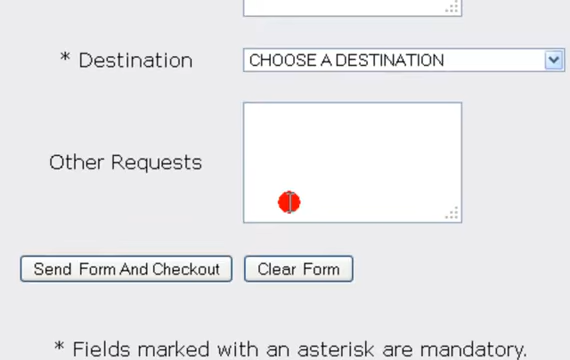 * Destination CHOOSE A DESTINATION
Other Requests
Send Form And Checkout Clear Form
* Fields marked with an asterisk are mandatory.